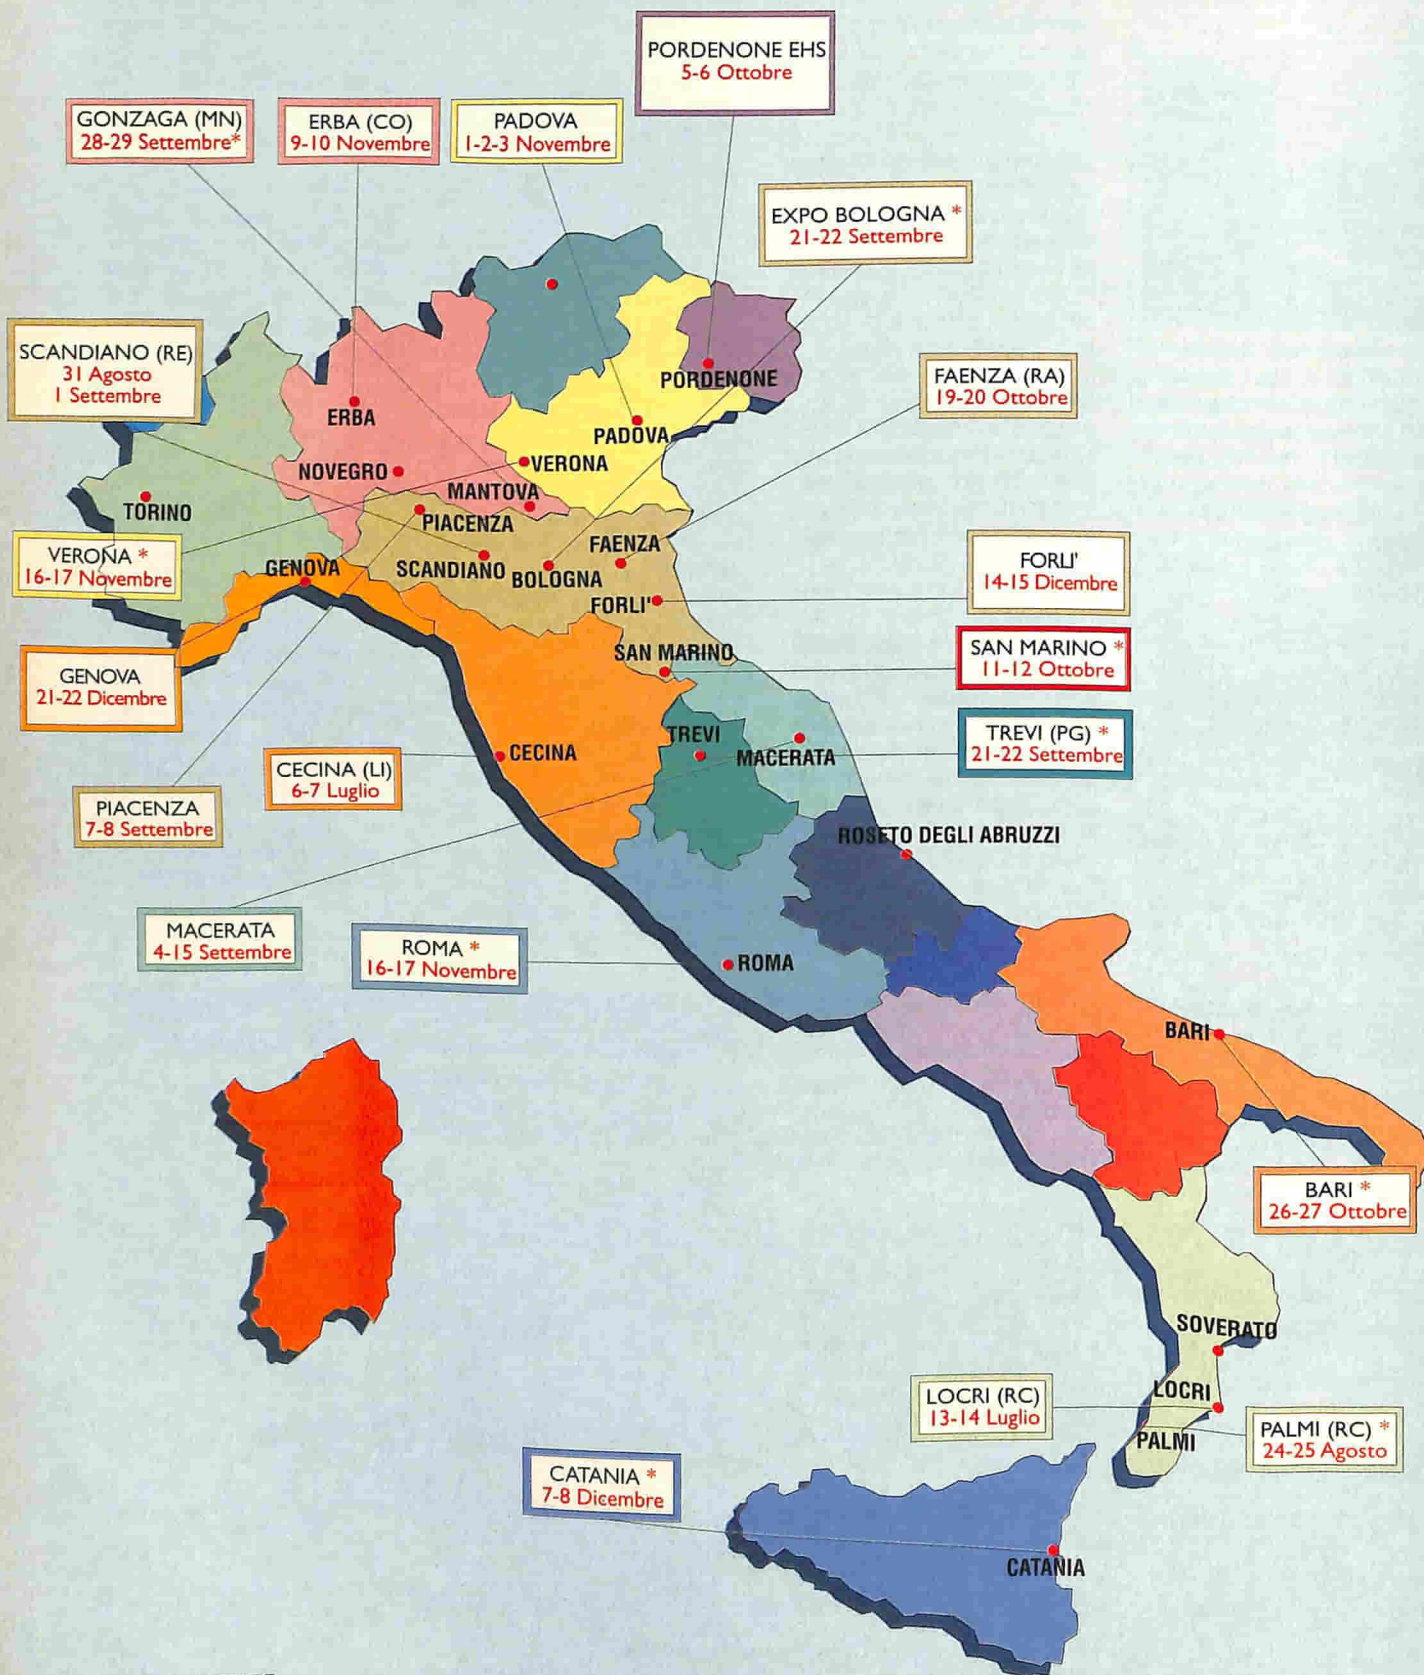 PORDENONE EHS
5-6 Ottobre
GONZAGA (MN)
28-29 Settembre*
ERBA (CO)
9-10 Novembre
PADOVA
1-2-3 Novembre
EXPO BOLOGNA *
21-22 Settembre
SCANDIANO (RE)
31 Agosto
1 Settembre
FAENZA (RA)
19-20 Ottobre
PORDENONE
ERBA
PADOVA
VERONA
NOVEGRO
MANTOVA
TORINO
PIACENZA
VERONA *
16-17 Novembre
GENOVA
SCANDIANO
BOLOGNA
FAENZA
FORLI'
FORLI'
14-15 Dicembre
SAN MARINO
SAN MARINO *
11-12 Ottobre
GENOVA
21-22 Dicembre
TREVI
MACERATA
TREVI (PG) *
21-22 Settembre
CECINA
CECINA (LI)
6-7 Luglio
PIACENZA
7-8 Settembre
ROSETO DEGLI ABRUZZI
MACERATA
4-15 Settembre
ROMA *
16-17 Novembre
ROMA
BARI
BARI *
26-27 Ottobre
SOVERATO
LOCRI
LOCRI (RC)
13-14 Luglio
PALMI
PALMI (RC) *
24-25 Agosto
CATANIA *
7-8 Dicembre
CATANIA